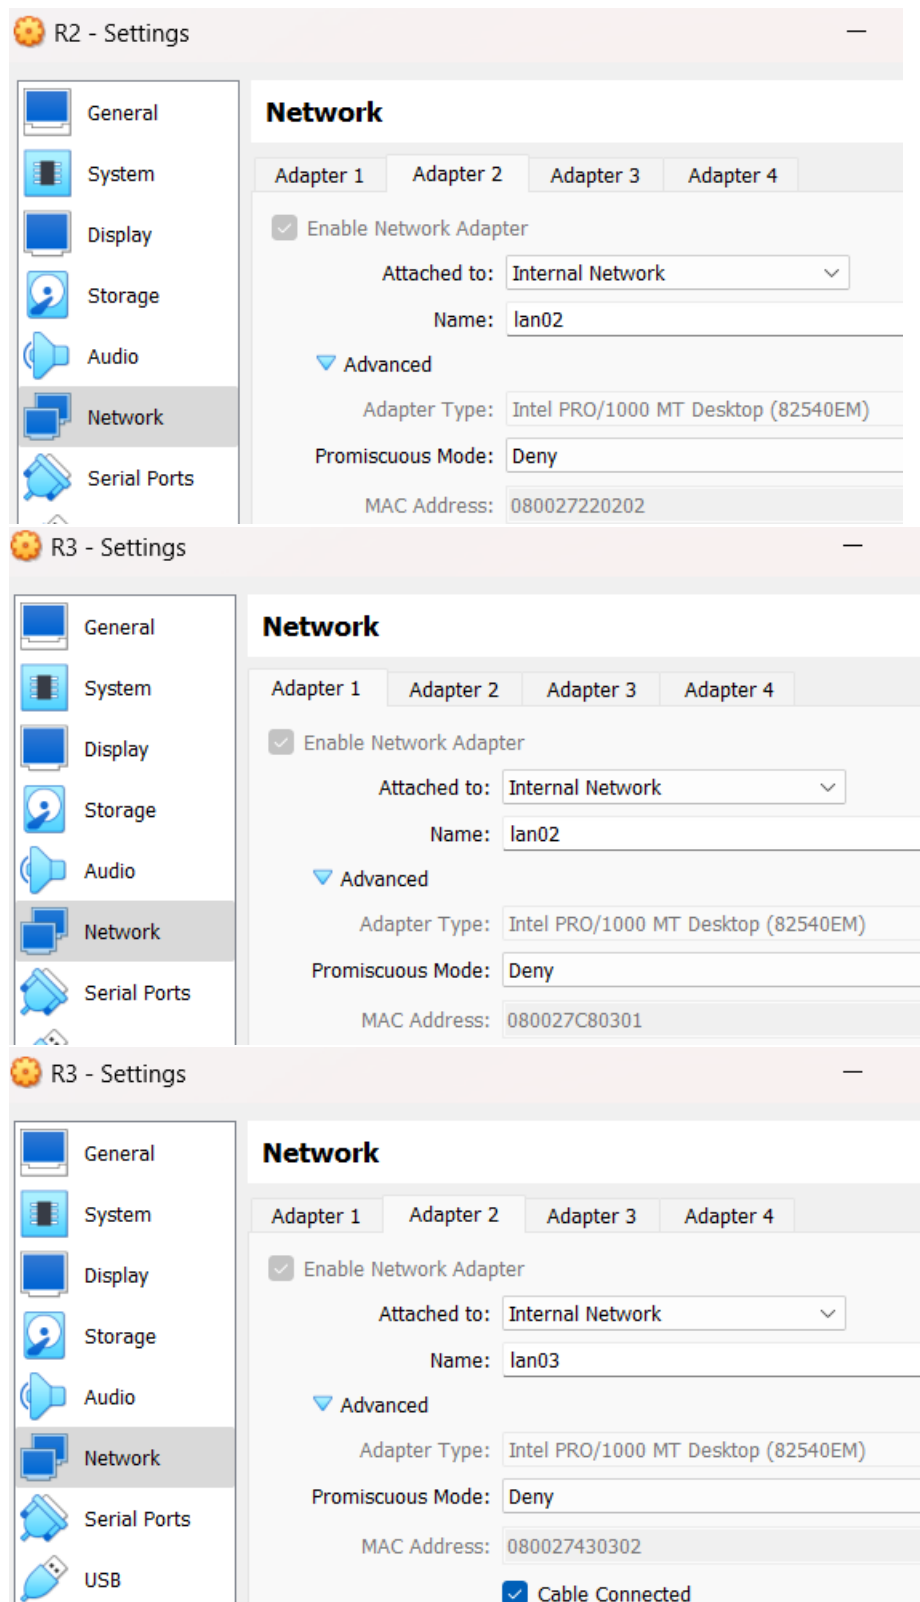 R2 - Settings
General
Network
System
Adapter 1 Adapter 2 Adapter 3 Adapter 4
Display
Enable Network Adapter
Attached to: Internal Network
Storage
Name: lan02
Audio
Advanced
Adapter Type: Intel PRO/1000 MT Desktop (82540EM)
Network
Promiscuous Mode: Deny
Serial Ports
MAC Address: 080027220202
R3 - Settings
General
Network
System
Adapter 1 Adapter 2 Adapter 3 Adapter 4
Display
Enable Network Adapter
Attached to: Internal Network
Storage
Name: lan02
Audio
Advanced
Adapter Type: Intel PRO/1000 MT Desktop (82540EM)
Network
Promiscuous Mode: Deny
Serial Ports
MAC Address: 080027C80301
R3 - Settings
General
Network
System
Adapter 1 Adapter 2 Adapter 3 Adapter 4
Display
Enable Network Adapter
Attached to: Internal Network
Storage
Name: lan03
Audio
Advanced
Adapter Type: Intel PRO/1000 MT Desktop (82540EM)
Network
Promiscuous Mode: Deny
Serial Ports
MAC Address: 080027430302
USB
Cable Connected